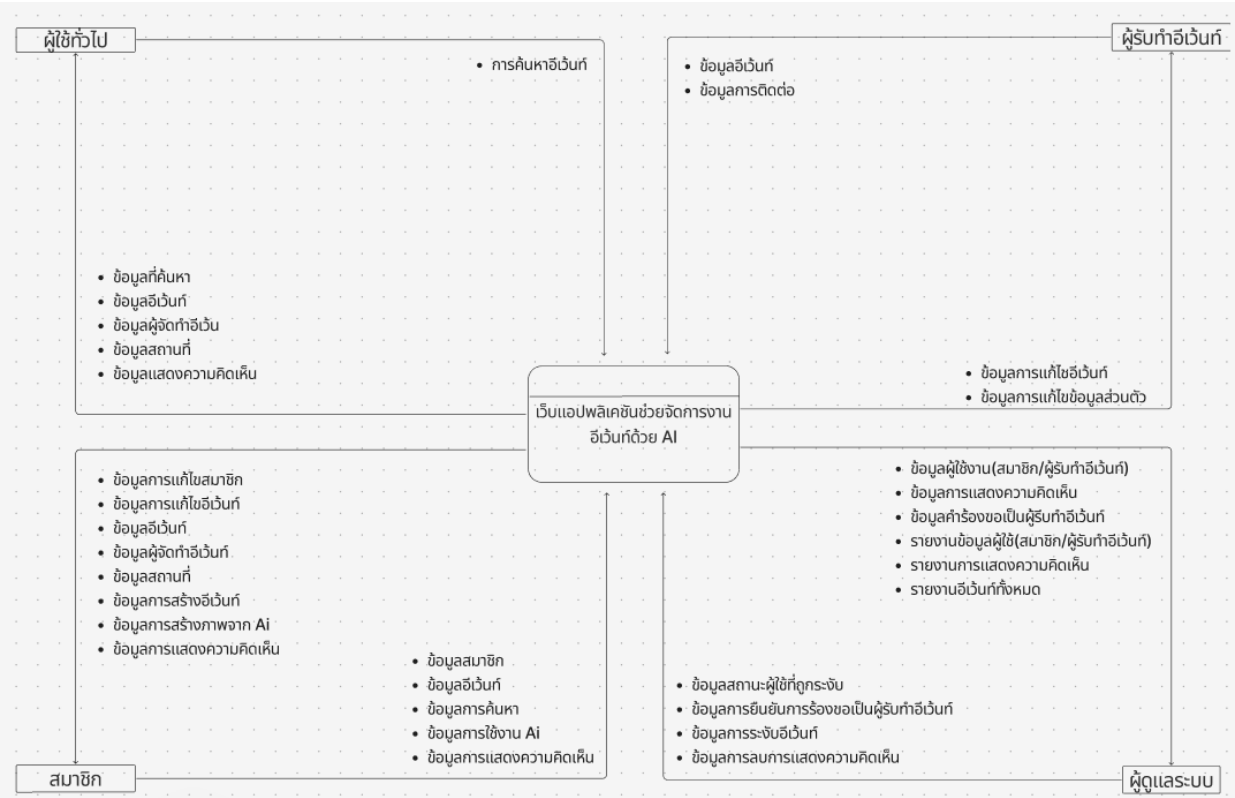 ผู้ใช้ทั่วไป
ผู้รับทำอีเว้นท์
• การค้นหาอีเว้นท์
• ข้อมูลอีเว้นท์
• ข้อมูลการติดต่อ
• ข้อมูลที่ค้นหา
• ข้อมูลอีเว้นท์
• ข้อมูลผู้จัดทำอีเว้น
• ข้อมูลสถานที่
• ข้อมูลแสดงความคิดเห็น
• ข้อมูลการแก้ไขอีเว้นท์
• ข้อมูลการแก้ไขข้อมูลส่วนตัว
เว็บแอปพลิเคชันช่วยจัดการงาน
อีเว้นท์ด้วย AI
• ข้อมูลการแก้ไขสมาชิก
• ข้อมูลการแก้ไขอีเว้นท์
• ข้อมูลอีเว้นท์
• ข้อมูลผู้จัดทำอีเว้นท์
• ข้อมูลสถานที่
• ข้อมูลการสร้างอีเว้นท์
• ข้อมูลการสร้างภาพจาก Ai
• ข้อมูลการแสดงความคิดเห็น
• ข้อมูลผู้ใช้งาน(สมาชิก/ผู้รับทำอีเว้นท์)
• ข้อมูลการแสดงความคิดเห็น
• ข้อมูลคำร้องขอเป็นผู้รีบทำอีเว้นท์
• รายงานข้อมูลผู้ใช้(สมาชิก/ผู้รับทำอีเว้นท์)
• รายงานการแสดงความคิดเห็น
• รายงานอีเว้นท์ทั้งหมด
• ข้อมูลสมาชิก
• ข้อมูลอีเว้นท์
• ข้อมูลการค้นหา
• ข้อมูลการใช้งาน Ai
• ข้อมูลการแสดงความคิดเห็น
• ข้อมูลสถานะผู้ใช้ที่ถูกระงับ
• ข้อมูลการยืนยันการร้องขอเป็นผู้รับทำอีเว้นท์
• ข้อมูลการระงับอีเว้นท์
• ข้อมูลการลบการแสดงความคิดเห็น
สมาชิก
ผู้ดูแลระบบ